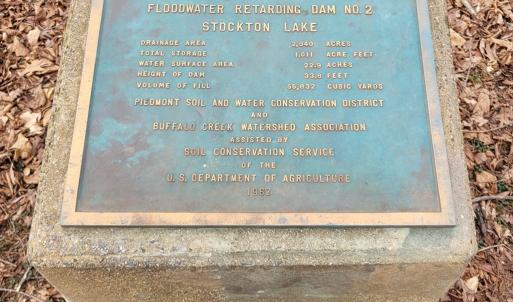 FLOODWATER RETARDING DAM NO. 2
STOCKTON LAKE
DRAINAGE AREA 2,940 ACRES
TOTAL STORAGE 1,011 ACRE FEET
WATER SURFACE AREA 22.9 ACRES
HEIGHT OF DAM 33.8 FEET
VOLUME OF FILL 55,832 CUBIC YARDS
PIEDMONT SOIL AND WATER CONSERVATION DISTRICT
AND
BUFFALO CREEK WATERSHED ASSOCIATION
ASSISTED BY
SOIL CONSERVATION SERVICE
OF THE
U. S. DEPARTMENT OF AGRICULTURE
1962